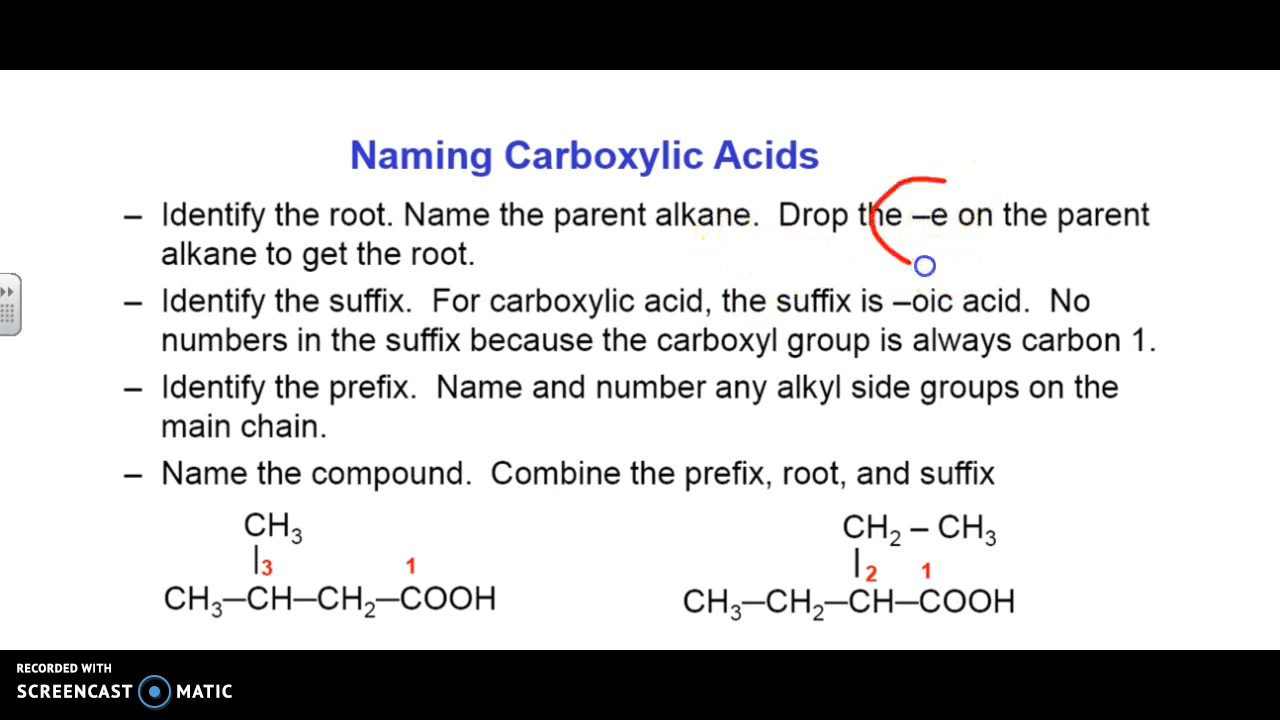 Naming Carboxylic Acids
– Identify the root. Name the parent alkane. Drop the –e on the parent
alkane to get the root.
– Identify the suffix. For carboxylic acid, the suffix is –oic acid. No
numbers in the suffix because the carboxyl group is always carbon 1.
– Identify the prefix. Name and number any alkyl side groups on the
main chain.
– Name the compound. Combine the prefix, root, and suffix
CH₃
3 1
CH₃–CH–CH₂–COOH
CH₂ – CH₃
2 1
CH₃–CH₂–CH–COOH
RECORDED WITH
SCREENCAST MATIC